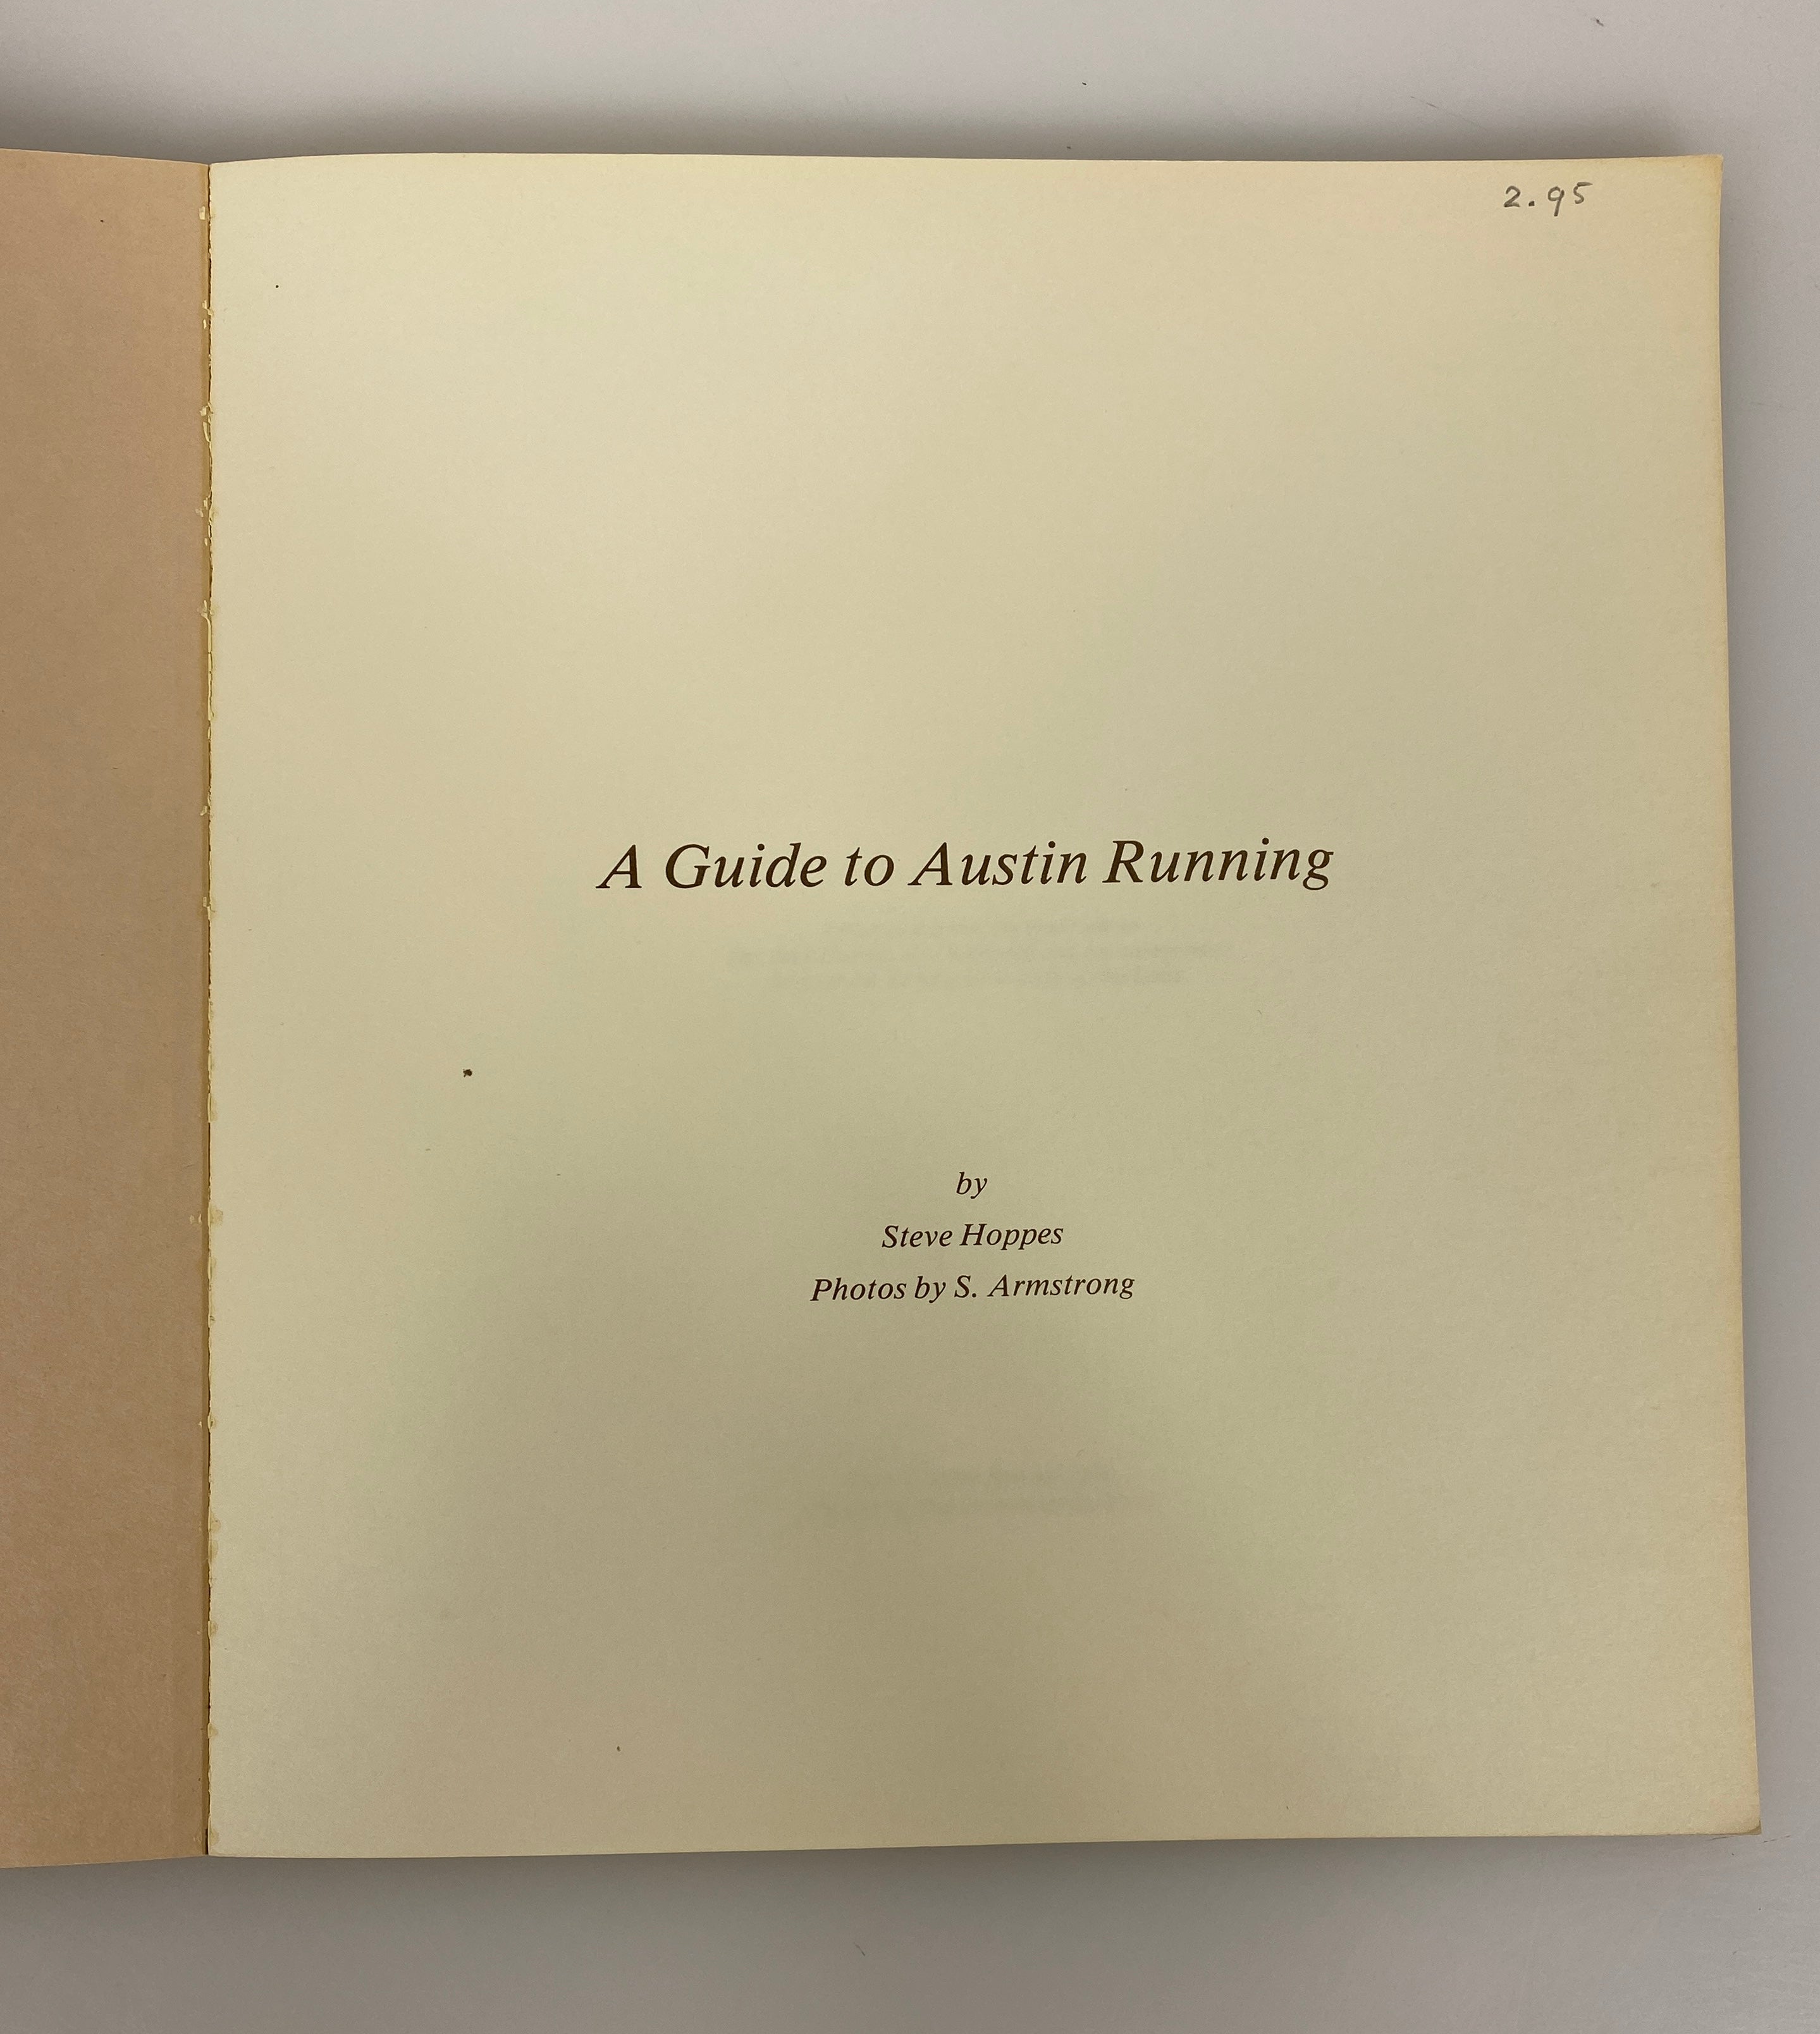 2.95
A Guide to Austin Running
by
Steve Hoppes
Photos by S. Armstrong